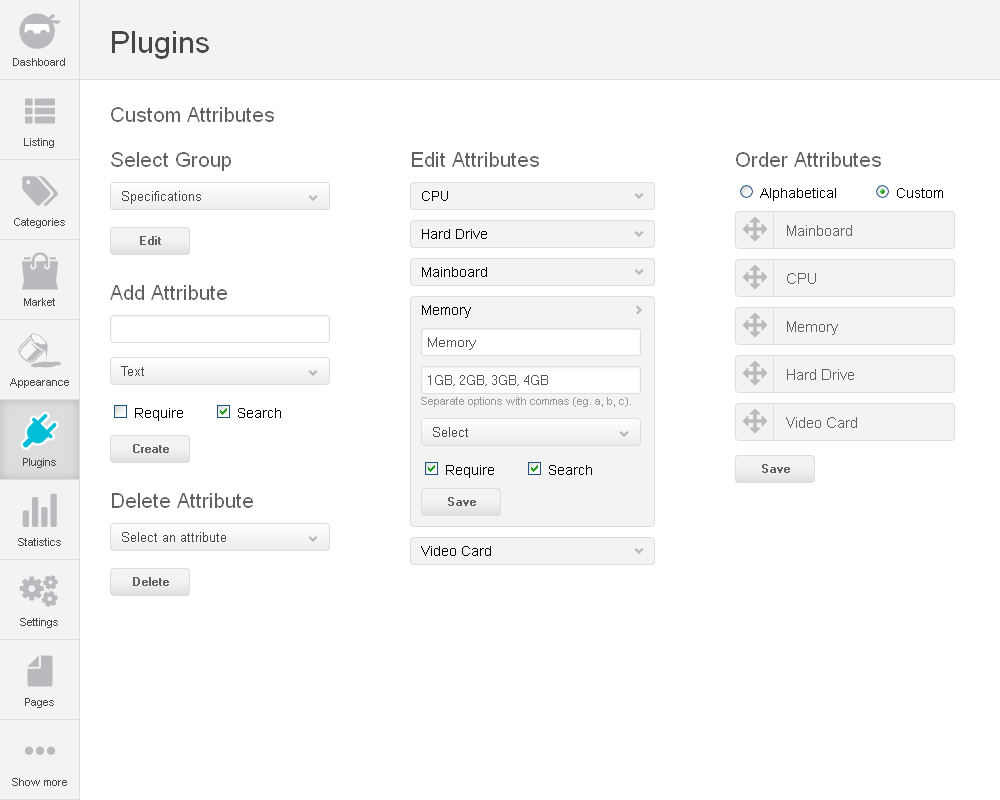 Dashboard
Listing
Categories
Market
Appearance
Plugins
Statistics
Settings
Pages
Show more
Plugins
Custom Attributes
Select Group
Specifications
Edit
Add Attribute
Text
Require Search
Create
Delete Attribute
Select an attribute
Delete
Edit Attributes
CPU
Hard Drive
Mainboard
Memory
Memory
1GB, 2GB, 3GB, 4GB
Separate options with commas (eg. a, b, c).
Select
Require Search
Save
Video Card
Order Attributes
Alphabetical Custom
Mainboard
CPU
Memory
Hard Drive
Video Card
Save